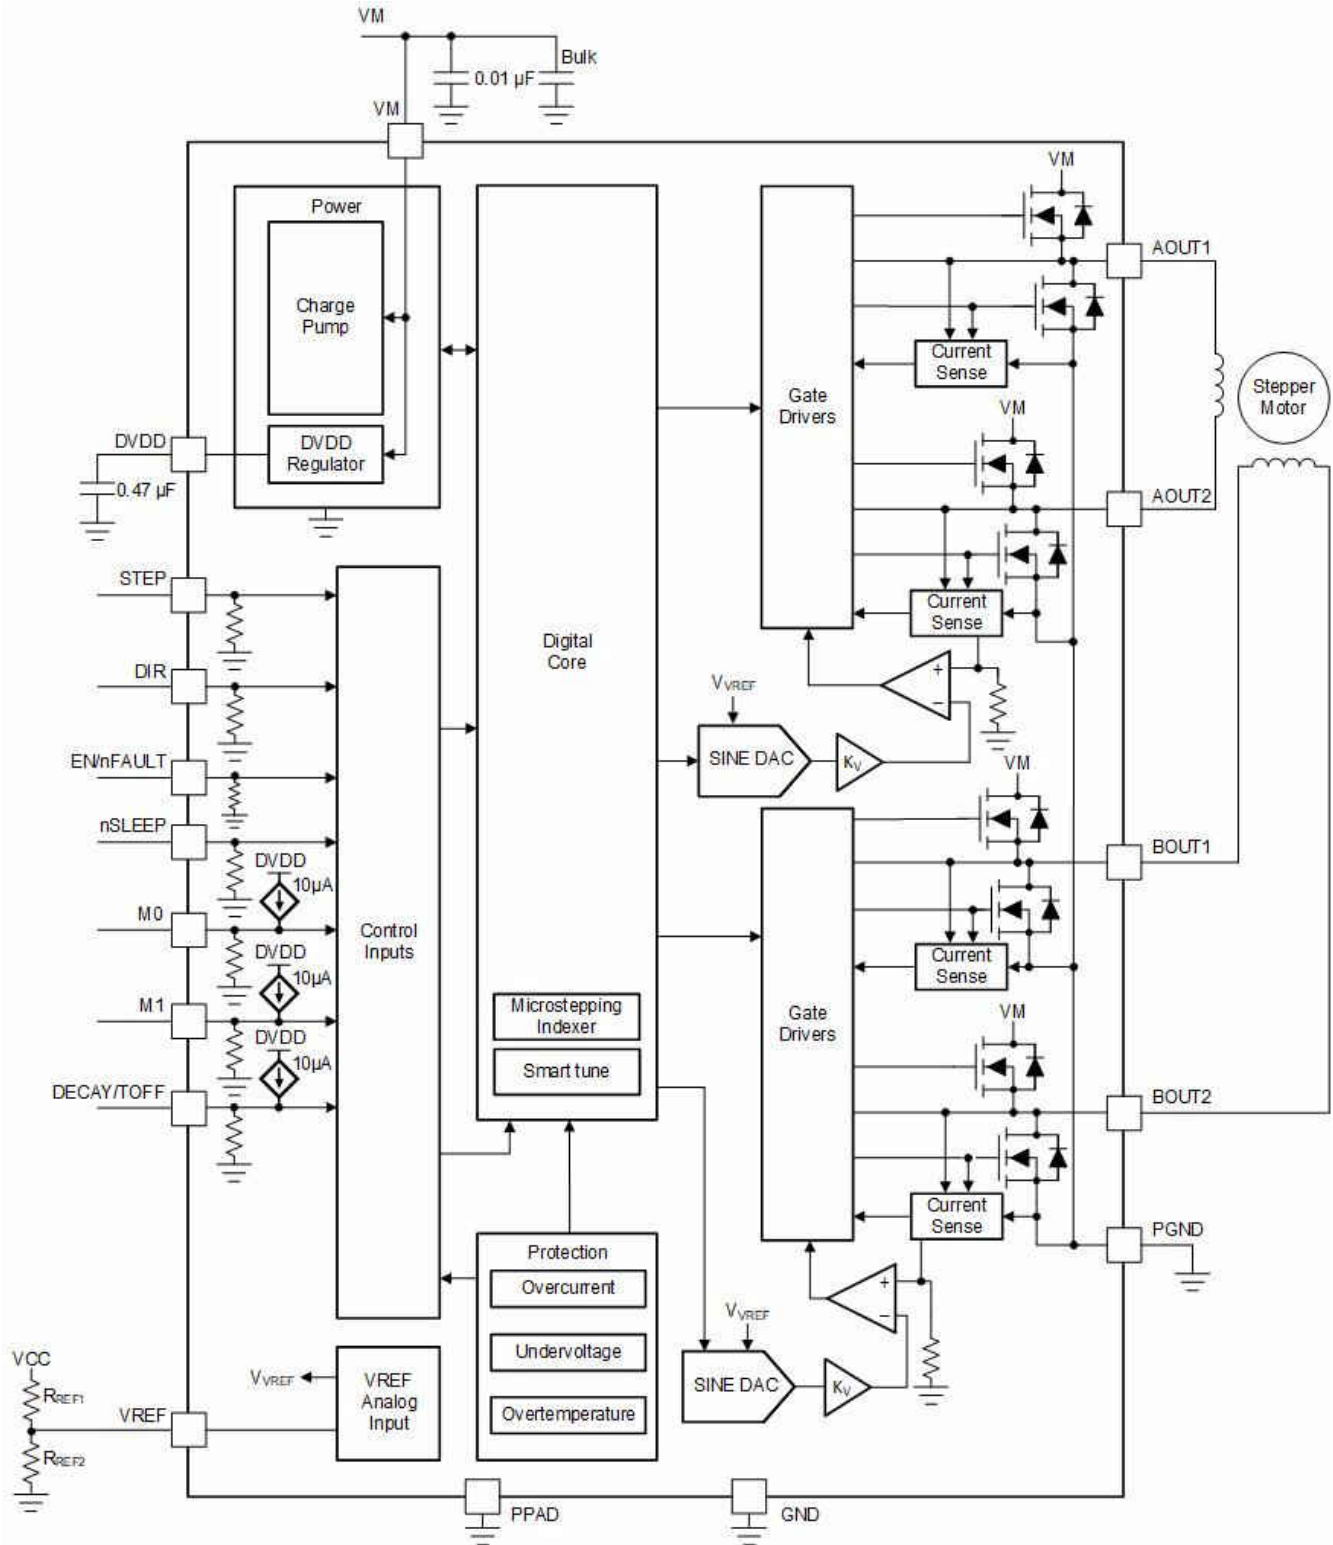 VM
Bulk
0.01 µF
VM
Power
Charge
Pump
DVDD
Regulator
DVDD
0.47 µF
STEP
DIR
EN/nFAULT
nSLEEP
DVDD
10µA
M0
DVDD
10µA
M1
DVDD
10µA
DECAY/TOFF
Control
Inputs
Digital
Core
Microstepping
Indexer
Smart tune
Protection
Overcurrent
Undervoltage
Overtemperature
VCC
RREF1
VREF
RREF2
VVREF
VREF
Analog
Input
PPAD
GND
Gate
Drivers
VM
AOUT1
Current
Sense
VM
AOUT2
Current
Sense
+
−
VVREF
SINE DAC
KV
Stepper
Motor
Gate
Drivers
VM
BOUT1
Current
Sense
VM
BOUT2
Current
Sense
PGND
+
−
VVREF
SINE DAC
KV